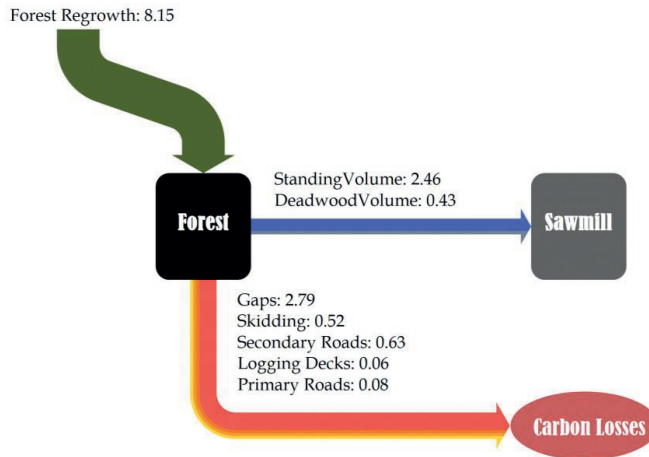 Forest Regrowth: 8.15
StandingVolume: 2.46
DeadwoodVolume: 0.43
Forest
Sawmill
Gaps: 2.79
Skidding: 0.52
Secondary Roads: 0.63
Logging Decks: 0.06
Primary Roads: 0.08
Carbon Losses